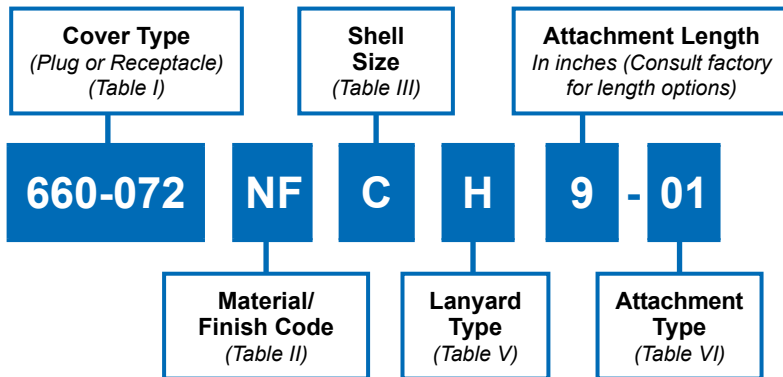 Cover Type
(Plug or Receptacle)
(Table I)
Shell
Size
(Table III)
Attachment Length
In inches (Consult factory
for length options)
660-072 NF C H 9 - 01
Material/
Finish Code
(Table II)
Lanyard
Type
(Table V)
Attachment
Type
(Table VI)